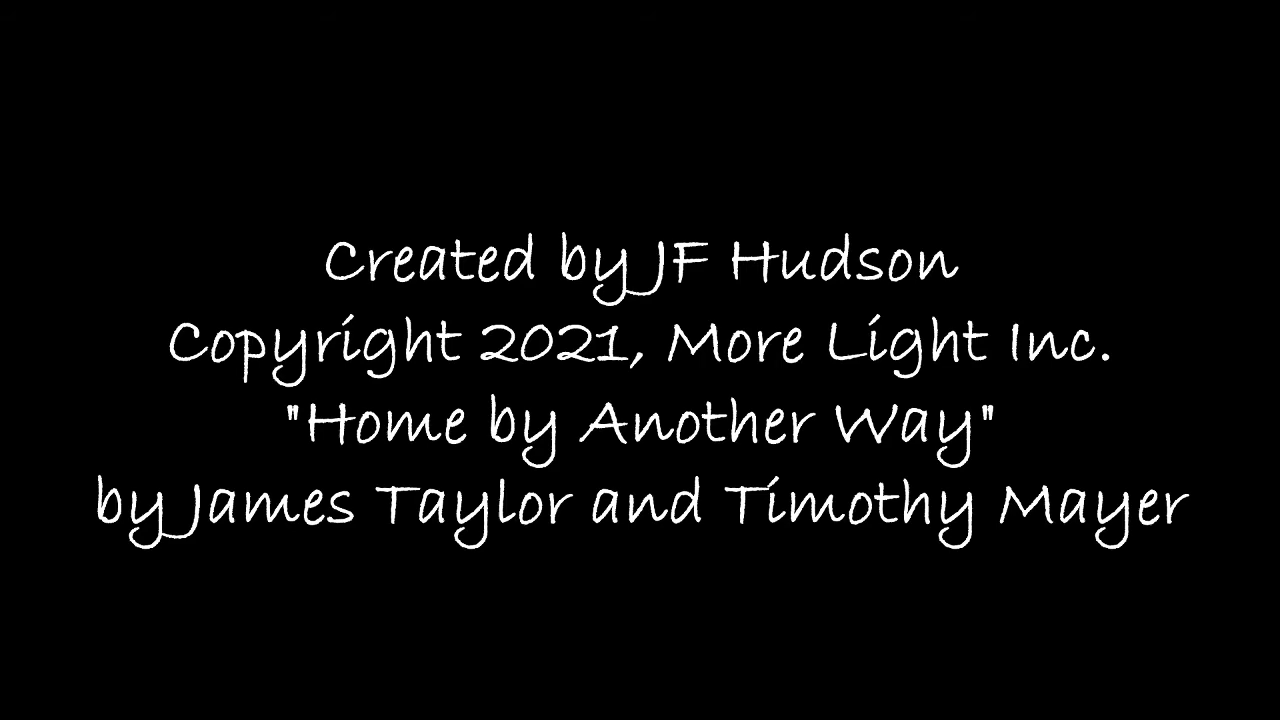 Created by JF Hudson
Copyright 2021, More Light Inc.
"Home by Another Way"
by James Taylor and Timothy Mayer